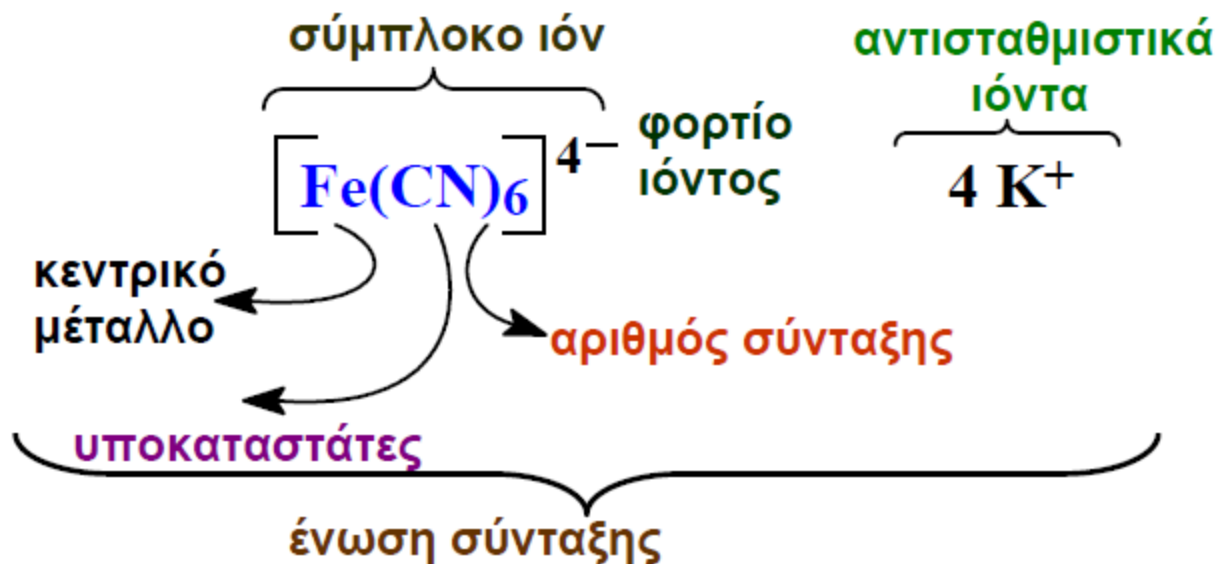 σύμπλοκο ιόν
αντισταθμιστικά
ιόντα
[Fe(CN)6]4−
φορτίο
ιόντος
4 K+
κεντρικό
μέταλλο
αριθμός σύνταξης
υποκαταστάτες
ένωση σύνταξης